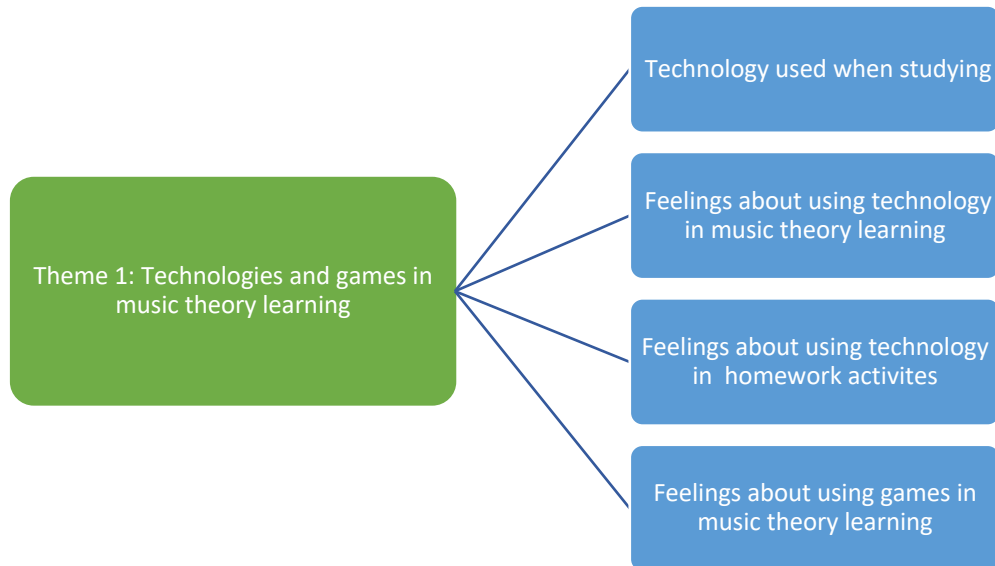 Technology used when studying
Feelings about using technology
in music theory learning
Theme 1: Technologies and games in
music theory learning
Feelings about using technology
in  homework activites
Feelings about using games in
music theory learning